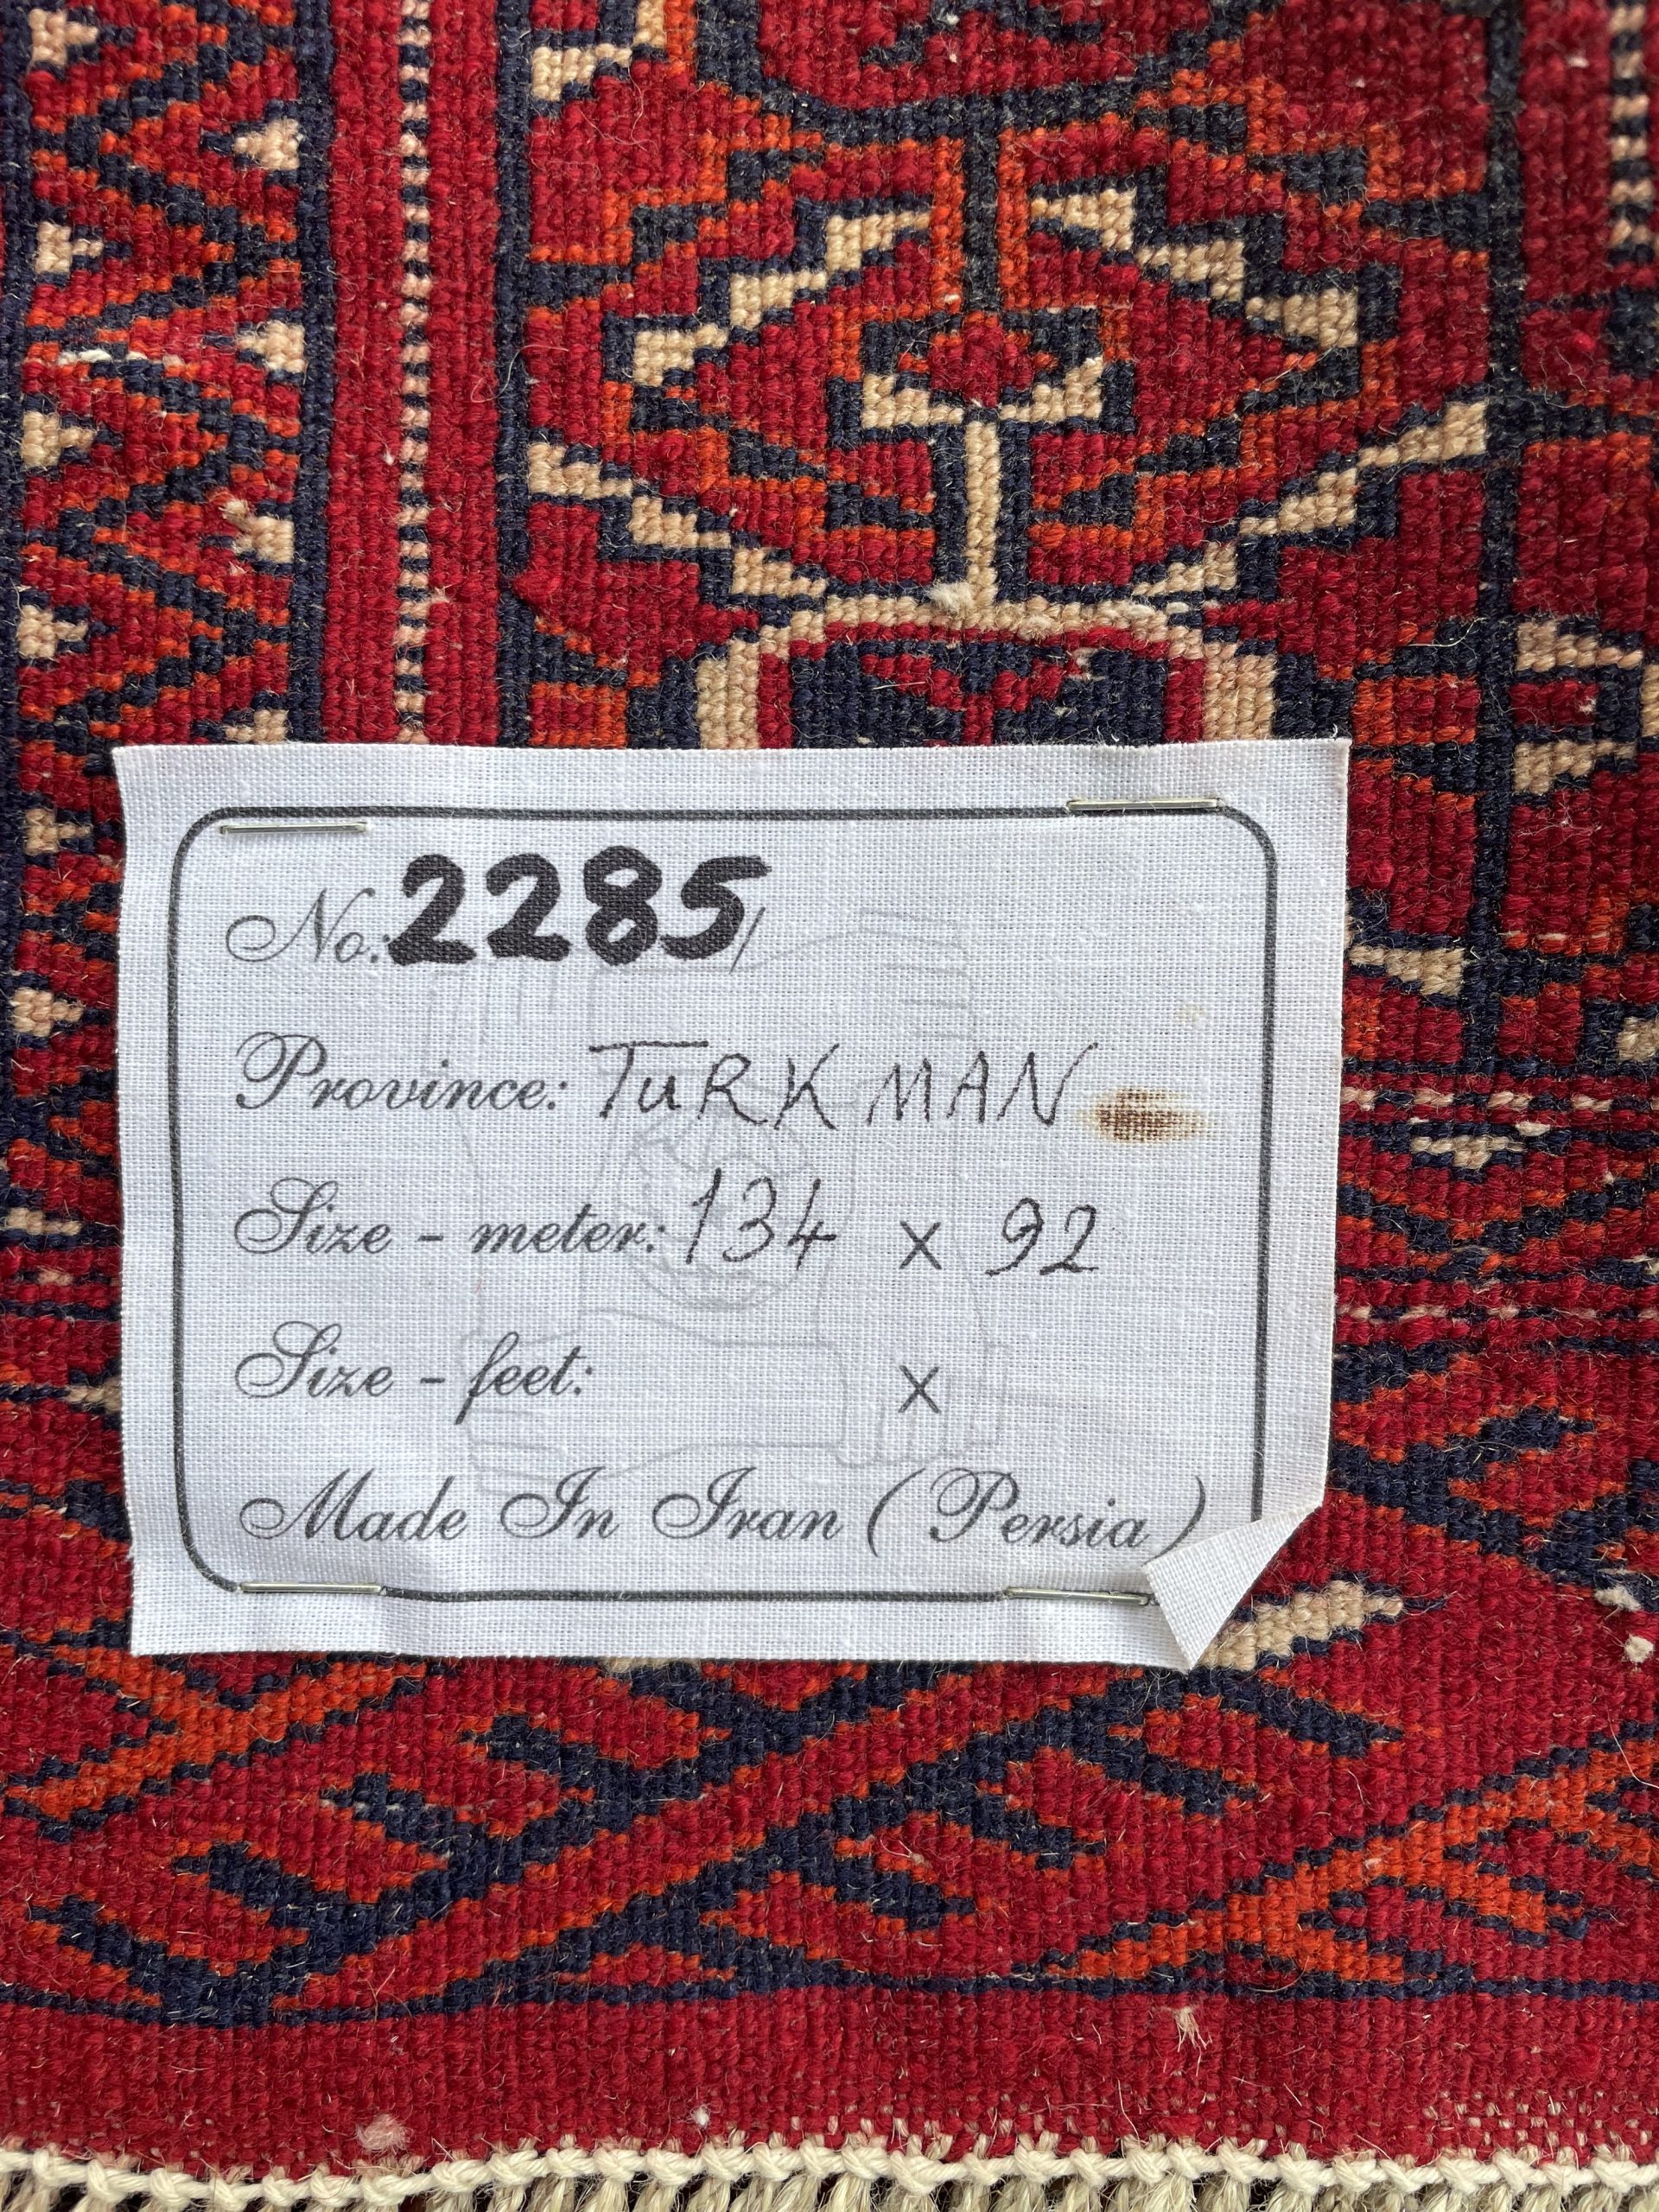 No.: 2285/
Province: TURKMAN
Size - meter: 134 x 92
Size - feet: x
Made In Iran (Persia)